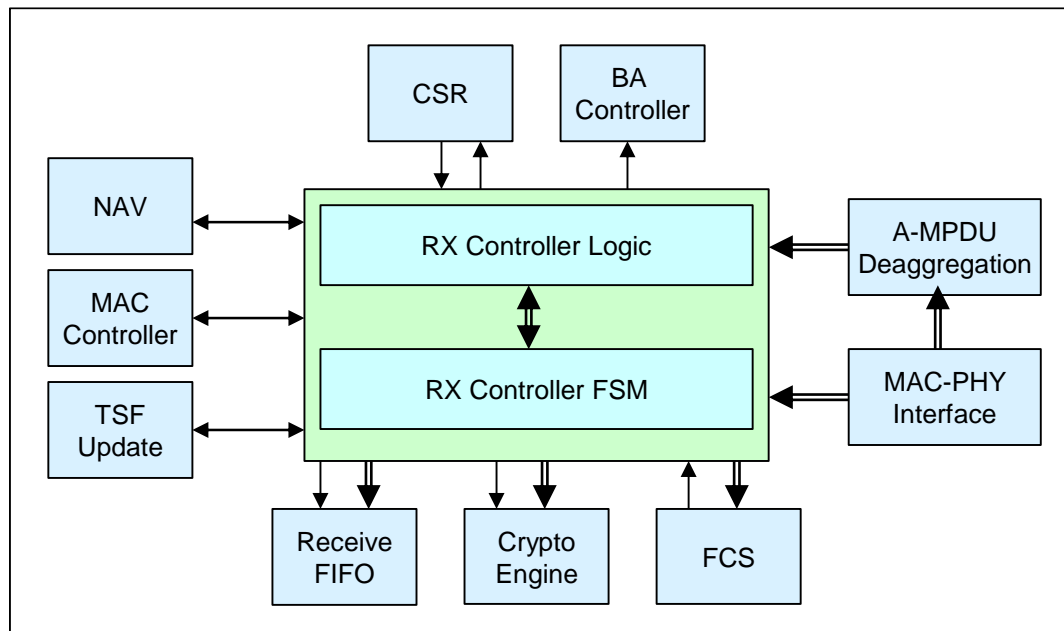 CSR
BA
Controller
NAV
RX Controller Logic
A-MPDU
Deaggregation
MAC
Controller
RX Controller FSM
MAC-PHY
Interface
TSF
Update
Receive
FIFO
Crypto
Engine
FCS